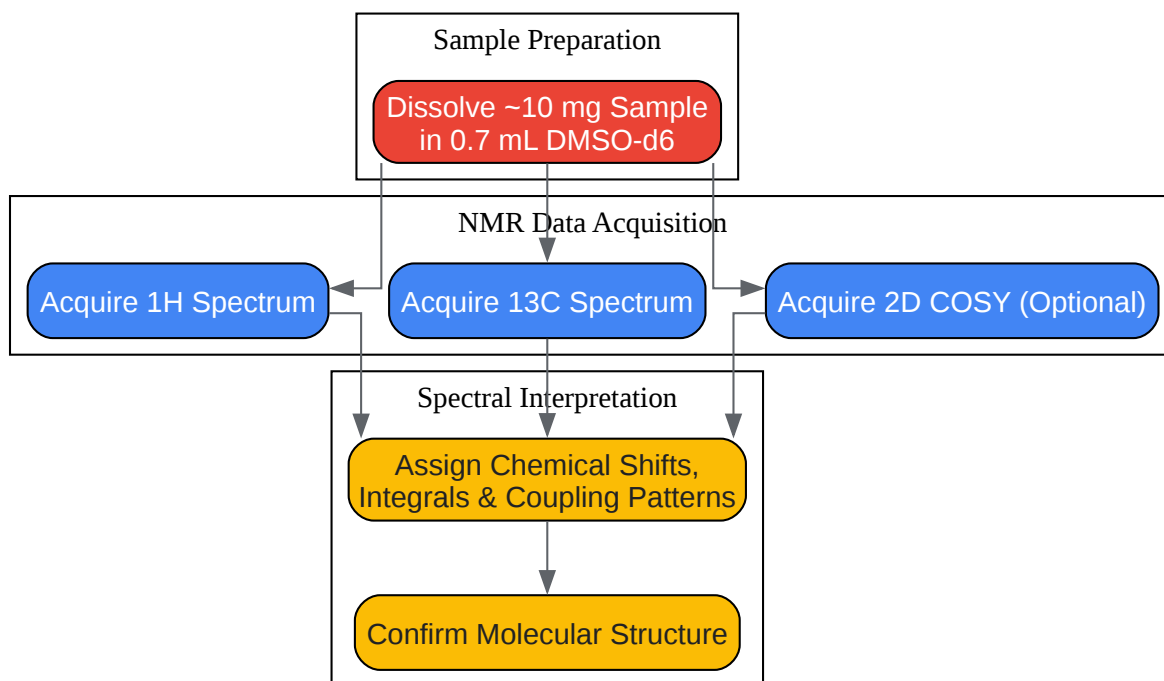 Sample Preparation
Dissolve ~10 mg Sample
in 0.7 mL DMSO-d6
NMR Data Acquisition
Acquire 1H Spectrum
Acquire 13C Spectrum
Acquire 2D COSY (Optional)
Spectral Interpretation
Assign Chemical Shifts,
Integrals & Coupling Patterns
Confirm Molecular Structure